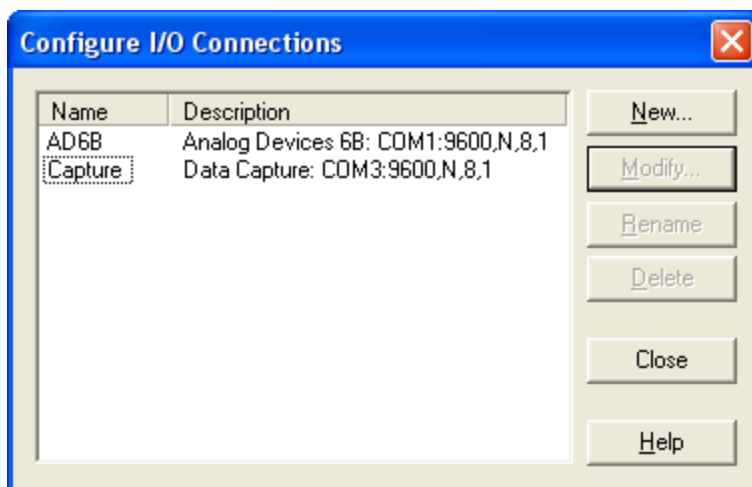 Configure I/O Connections
Name Description
AD6B Analog Devices 6B: COM1:9600,N,8,1
Capture Data Capture: COM3:9600,N,8,1
New...
Modify...
Rename
Delete
Close
Help